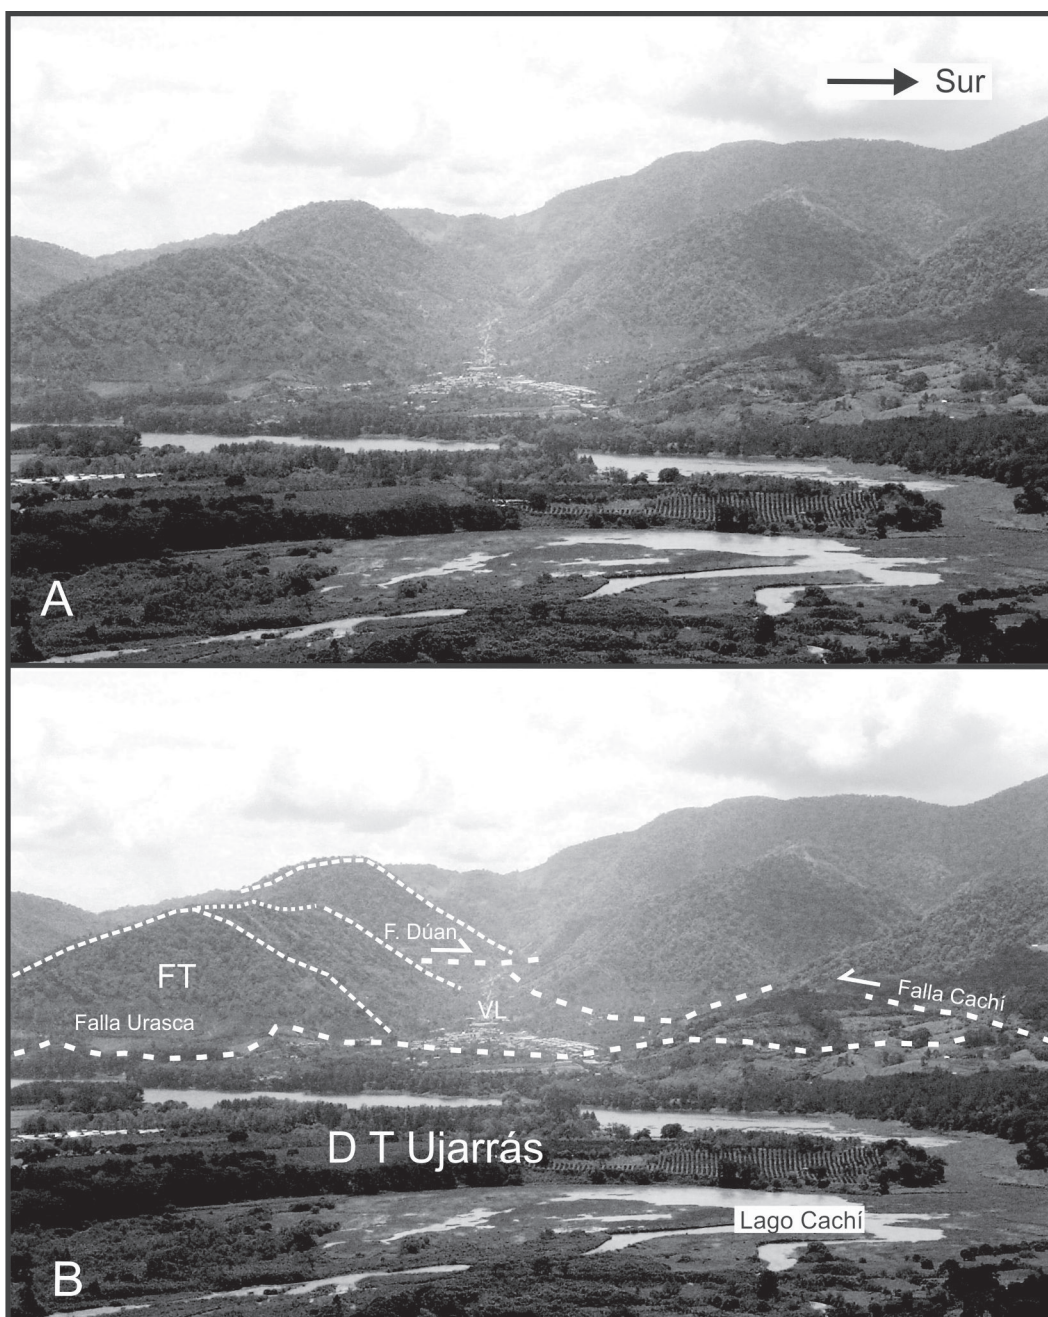 Sur
A
F. Dúan
FT
VL
Falla Cachí
Falla Urasca
D T Ujarrás
Lago Cachí
B